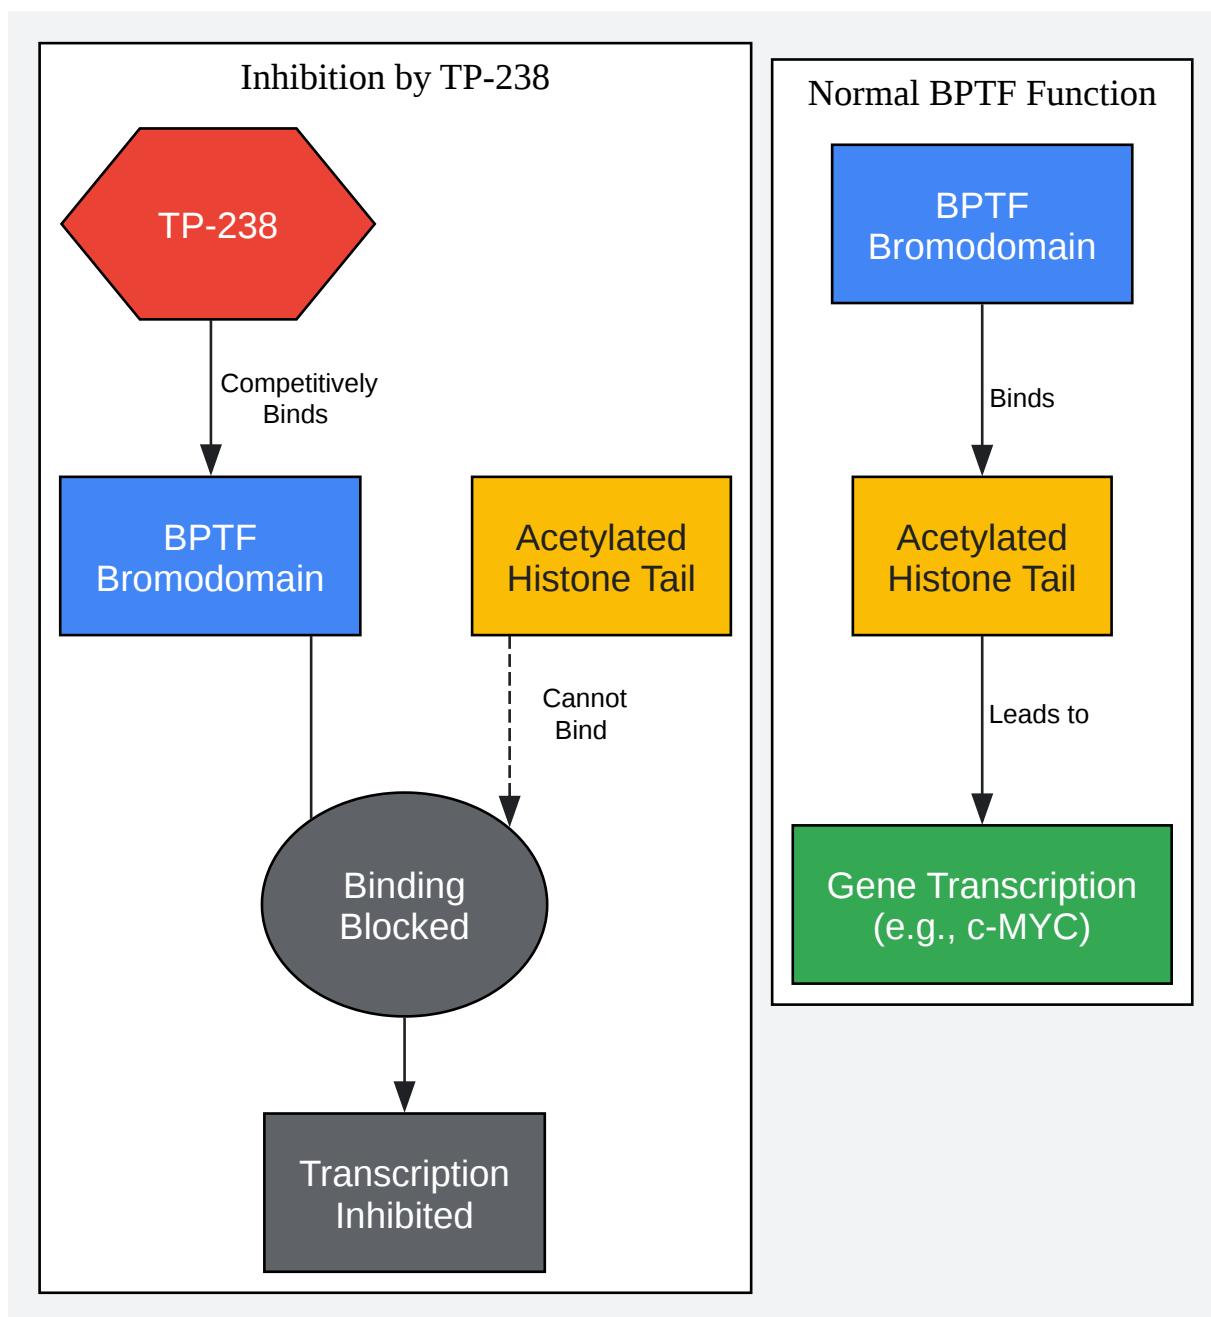 Inhibition by TP-238
TP-238
Competitively
Binds
BPTF
Bromodomain
Acetylated
Histone Tail
Cannot
Bind
Binding
Blocked
Transcription
Inhibited
Normal BPTF Function
BPTF
Bromodomain
Binds
Acetylated
Histone Tail
Leads to
Gene Transcription
(e.g., c-MYC)